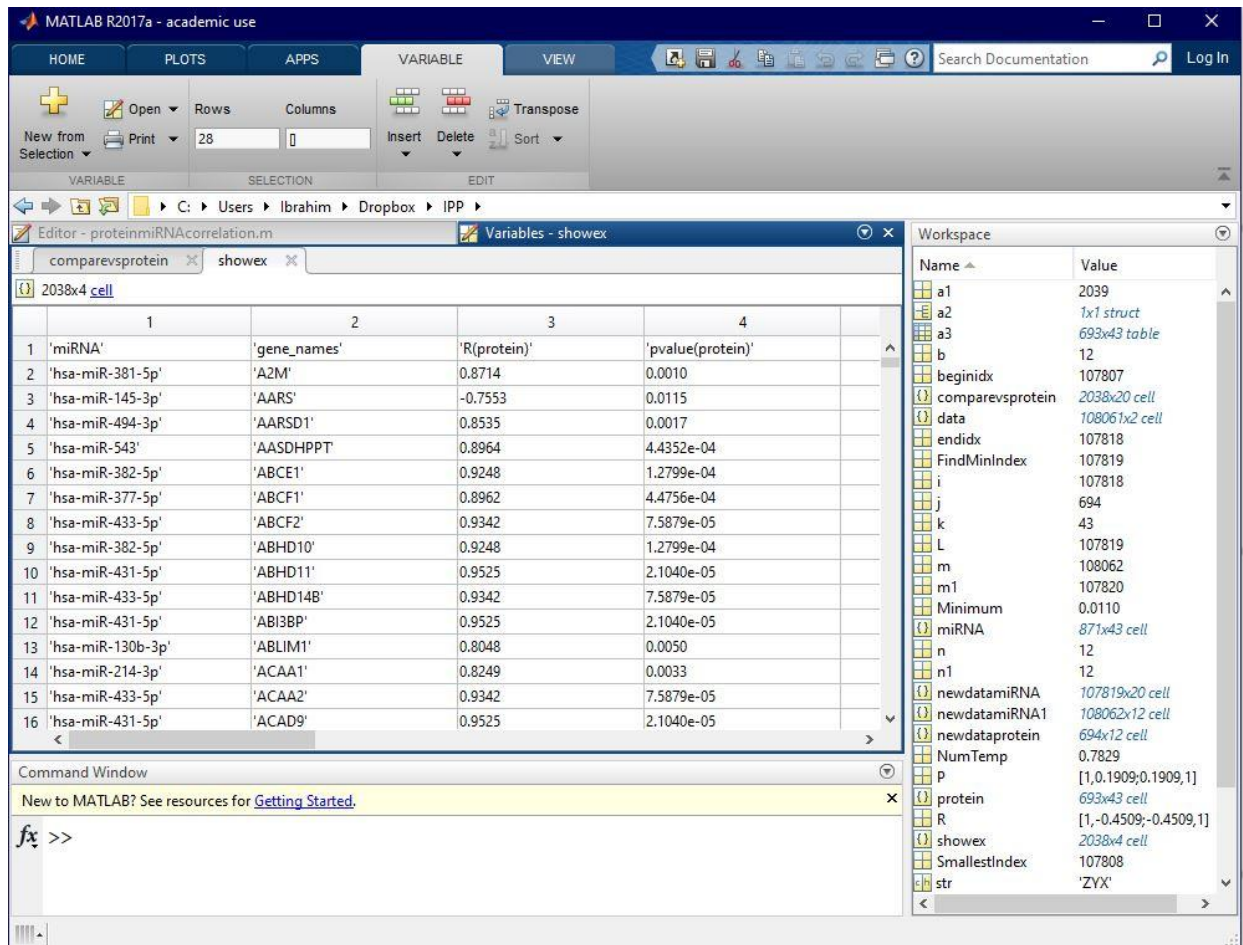 MATLAB R2017a - academic use
HOME PLOTS APPS VARIABLE VIEW Search Documentation Log In
New from Selection Open Print Rows 28 Columns [] Insert Delete Transpose Sort
VARIABLE SELECTION EDIT
C: Users Ibrahim Dropbox IPP
Editor - proteinmiRNAcorrelation.m Variables - showex
comparevsprotein showex
2038x4 cell
1 2 3 4
1 'miRNA' 'gene_names' 'R(protein)' 'pvalue(protein)'
2 'hsa-miR-381-5p' 'A2M' 0.8714 0.0010
3 'hsa-miR-145-3p' 'AARS' -0.7553 0.0115
4 'hsa-miR-494-3p' 'AARSD1' 0.8535 0.0017
5 'hsa-miR-543' 'AASDHPPT' 0.8964 4.4352e-04
6 'hsa-miR-382-5p' 'ABCE1' 0.9248 1.2799e-04
7 'hsa-miR-377-5p' 'ABCF1' 0.8962 4.4756e-04
8 'hsa-miR-433-5p' 'ABCF2' 0.9342 7.5879e-05
9 'hsa-miR-382-5p' 'ABHD10' 0.9248 1.2799e-04
10 'hsa-miR-431-5p' 'ABHD11' 0.9525 2.1040e-05
11 'hsa-miR-433-5p' 'ABHD14B' 0.9342 7.5879e-05
12 'hsa-miR-431-5p' 'ABI3BP' 0.9525 2.1040e-05
13 'hsa-miR-130b-3p' 'ABLIM1' 0.8048 0.0050
14 'hsa-miR-214-3p' 'ACAA1' 0.8249 0.0033
15 'hsa-miR-433-5p' 'ACAA2' 0.9342 7.5879e-05
16 'hsa-miR-431-5p' 'ACAD9' 0.9525 2.1040e-05
Command Window
New to MATLAB? See resources for Getting Started.
fx >>
Workspace
Name Value
a1 2039
a2 1x1 struct
a3 693x43 table
b 12
beginidx 107807
comparevsprotein 2038x20 cell
data 108061x2 cell
endidx 107818
FindMinIndex 107819
i 107818
j 694
k 43
L 107819
m 108062
m1 107820
Minimum 0.0110
miRNA 871x43 cell
n 12
n1 12
newdatamiRNA 107819x20 cell
newdatamiRNA1 108062x12 cell
newdataprotein 694x12 cell
NumTemp 0.7829
P [1,0.1909;0.1909,1]
protein 693x43 cell
R [1,-0.4509;-0.4509,1]
showex 2038x4 cell
SmallestIndex 107808
str 'ZYX'